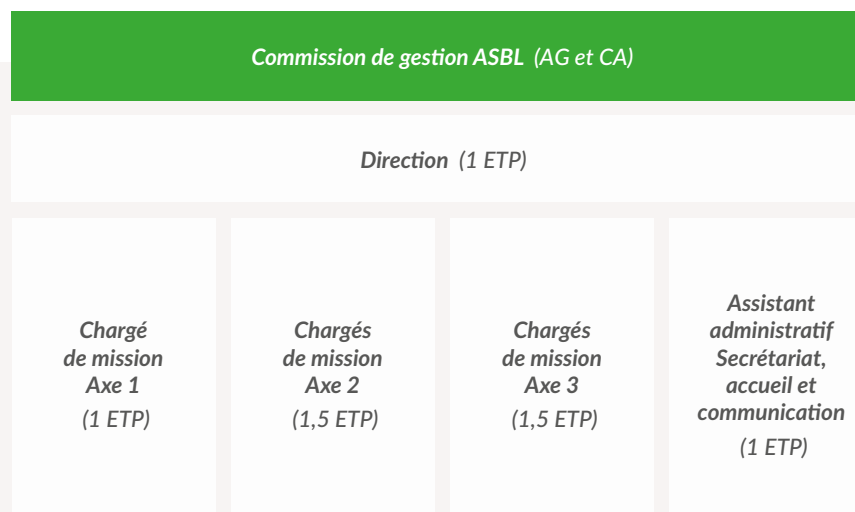 Commission de gestion ASBL (AG et CA)
Direction (1 ETP)
Chargé
de mission
Axe 1
(1 ETP)
Chargés
de mission
Axe 2
(1,5 ETP)
Chargés
de mission
Axe 3
(1,5 ETP)
Assistant
administratif
Secrétariat,
accueil et
communication
(1 ETP)